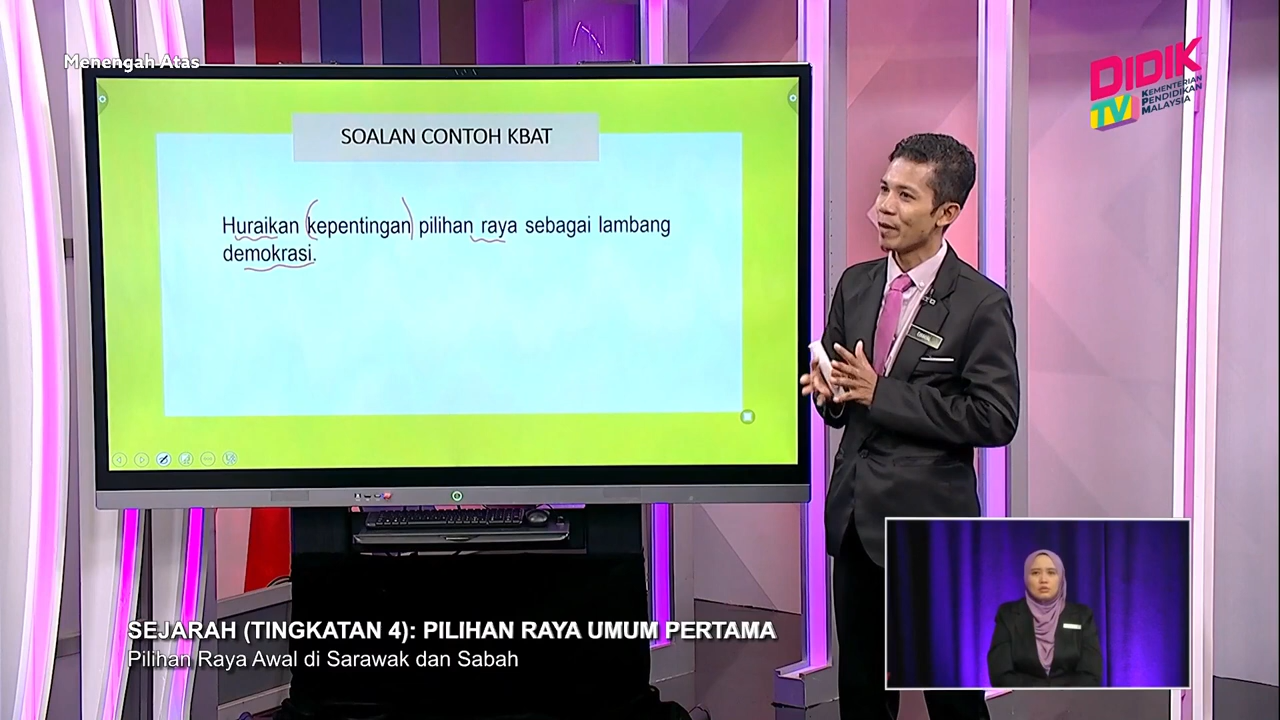 Menengah Atas
DIDIK
TV
KEMENTERIAN
PENDIDIKAN
MALAYSIA
SOALAN CONTOH KBAT
Huraikan kepentingan pilihan raya sebagai lambang
demokrasi.
SEJARAH (TINGKATAN 4): PILIHAN RAYA UMUM PERTAMA
Pilihan Raya Awal di Sarawak dan Sabah